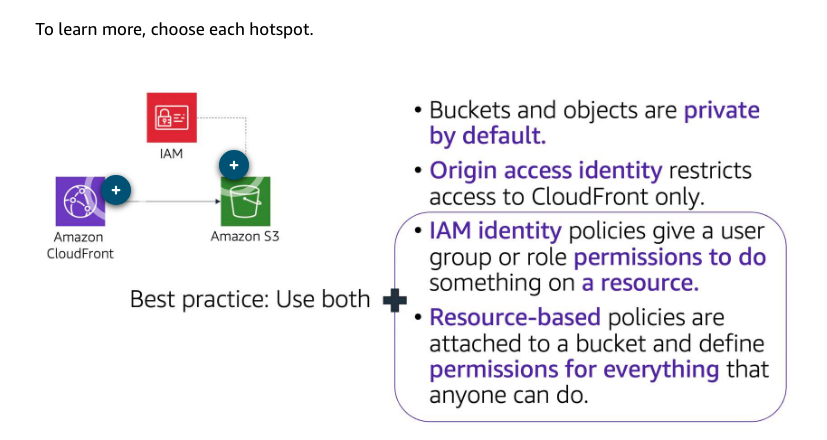 To learn more, choose each hotspot.
IAM
Amazon
CloudFront
Amazon S3
Best practice: Use both
• Buckets and objects are private
by default.
• Origin access identity restricts
access to CloudFront only.
• IAM identity policies give a user
group or role permissions to do
something on a resource.
• Resource-based policies are
attached to a bucket and define
permissions for everything that
anyone can do.